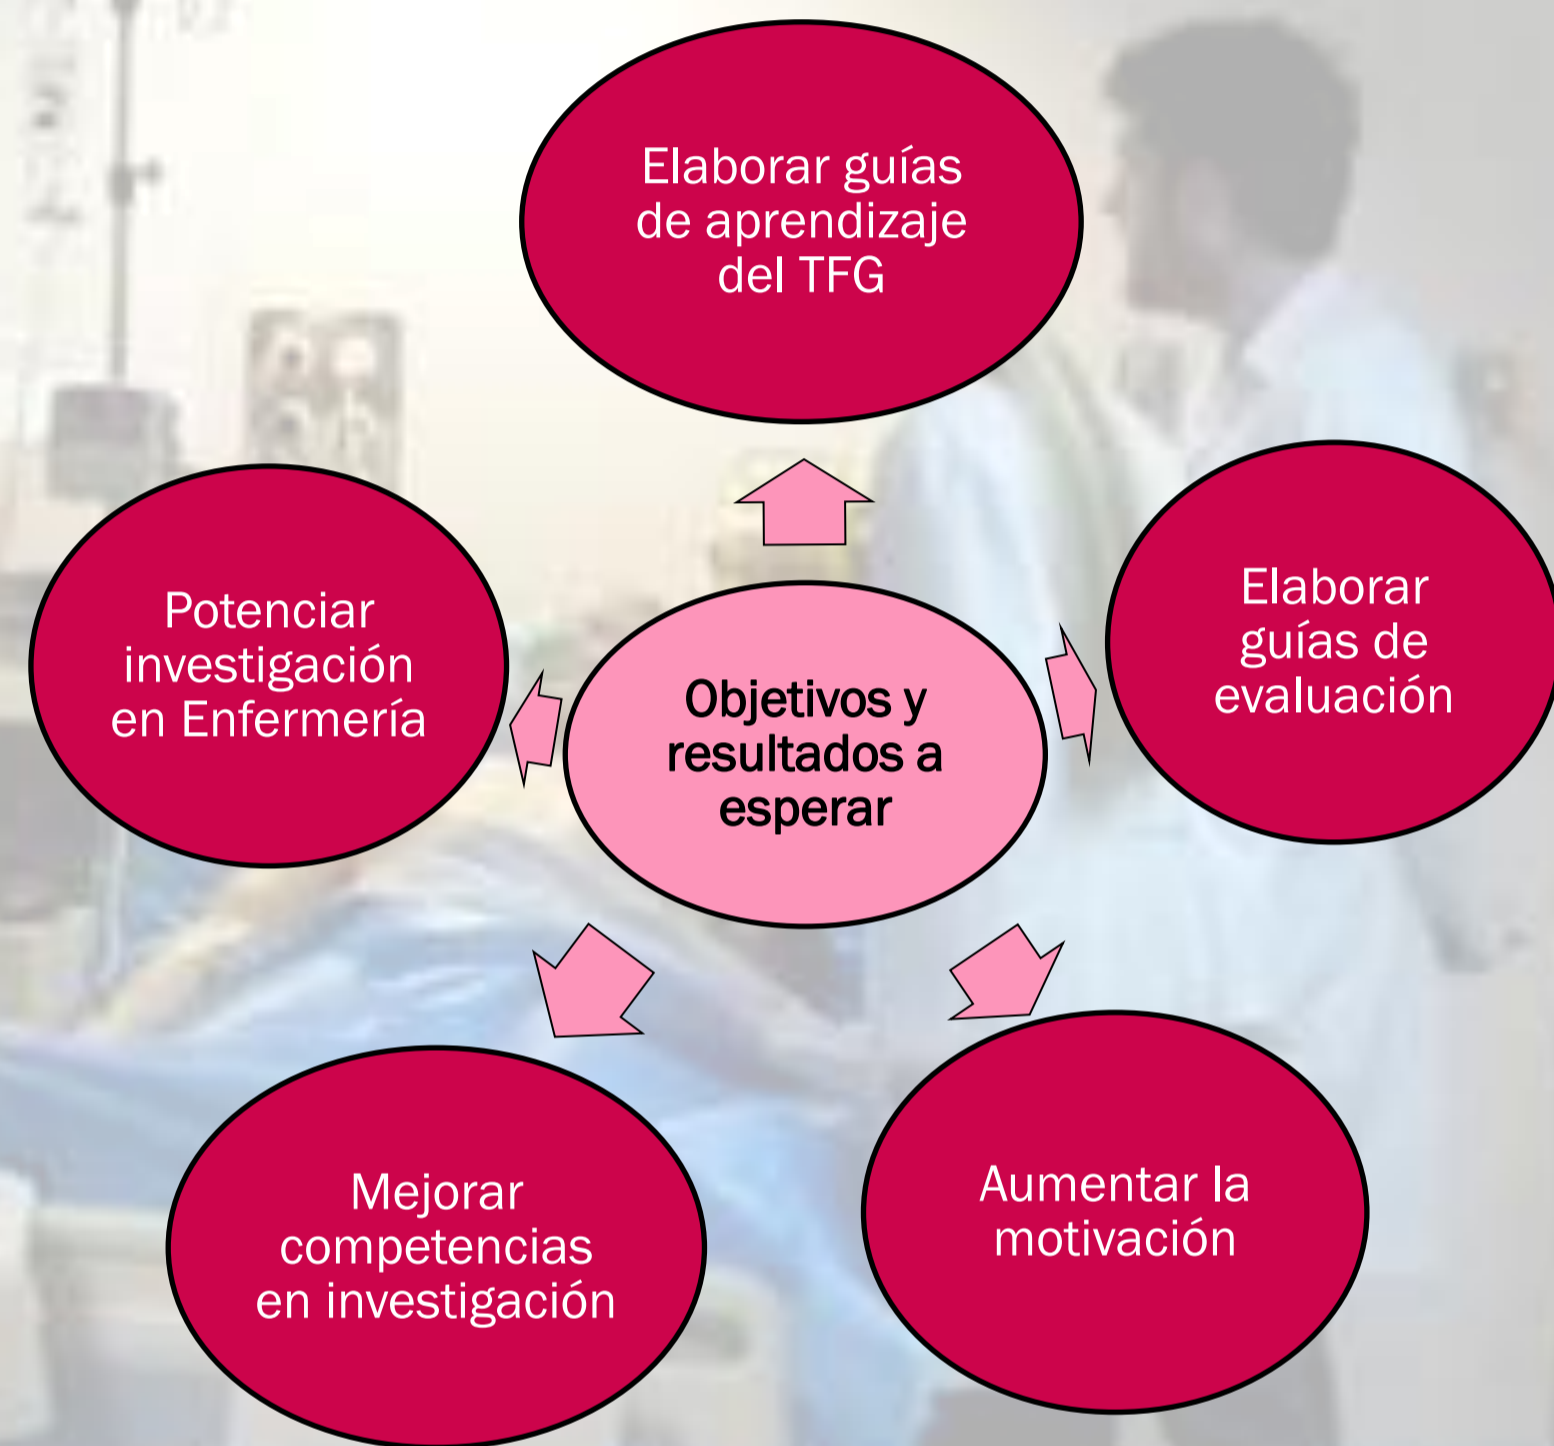 Elaborar guías
de aprendizaje
del TFG
Elaborar
guías de
evaluación
Potenciar
investigación
en Enfermería
Objetivos y
resultados a
esperar
Aumentar la
motivación
Mejorar
competencias
en investigación